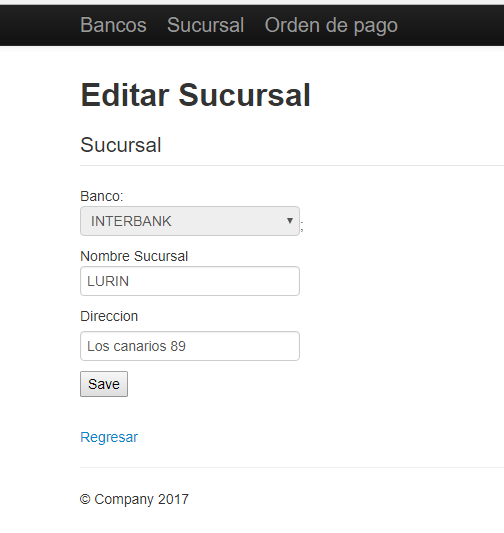 Bancos Sucursal Orden de pago
Editar Sucursal
Sucursal
Banco:
INTERBANK ;
Nombre Sucursal
LURIN
Direccion
Los canarios 89
Save
Regresar
© Company 2017